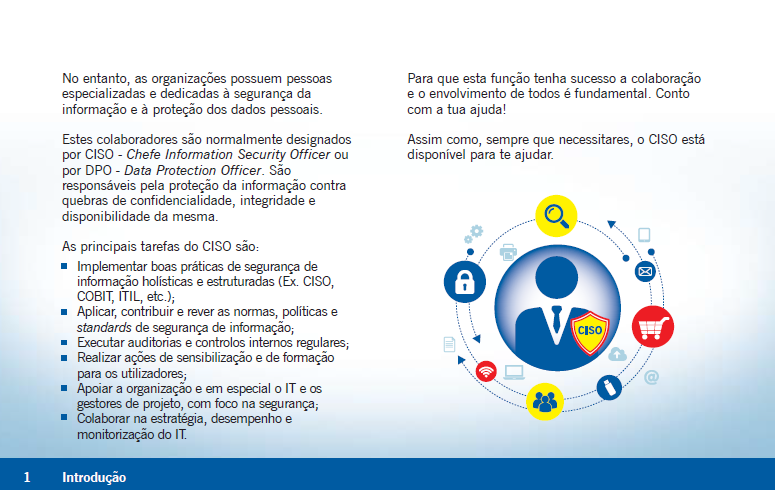 No entanto, as organizações possuem pessoas
especializadas e dedicadas à segurança da
informação e à proteção dos dados pessoais.
Estes colaboradores são normalmente designados
por CISO - Chefe Information Security Officer ou
por DPO - Data Protection Officer. São
responsáveis pela proteção da informação contra
quebras de confidencialidade, integridade e
disponibilidade da mesma.
As principais tarefas do CISO são:
Implementar boas práticas de segurança de
informação holísticas e estruturadas (Ex. CISO,
COBIT, ITIL, etc.);
Aplicar, contribuir e rever as normas, políticas e
standards de segurança de informação;
Executar auditorias e controlos internos regulares;
Realizar ações de sensibilização e de formação
para os utilizadores;
Apoiar a organização e em especial o IT e os
gestores de projeto, com foco na segurança;
Colaborar na estratégia, desempenho e
monitorização do IT.
Para que esta função tenha sucesso a colaboração
e o envolvimento de todos é fundamental. Conto
com a tua ajuda!
Assim como, sempre que necessitares, o CISO está
disponível para te ajudar.
CISO
@
1 Introdução